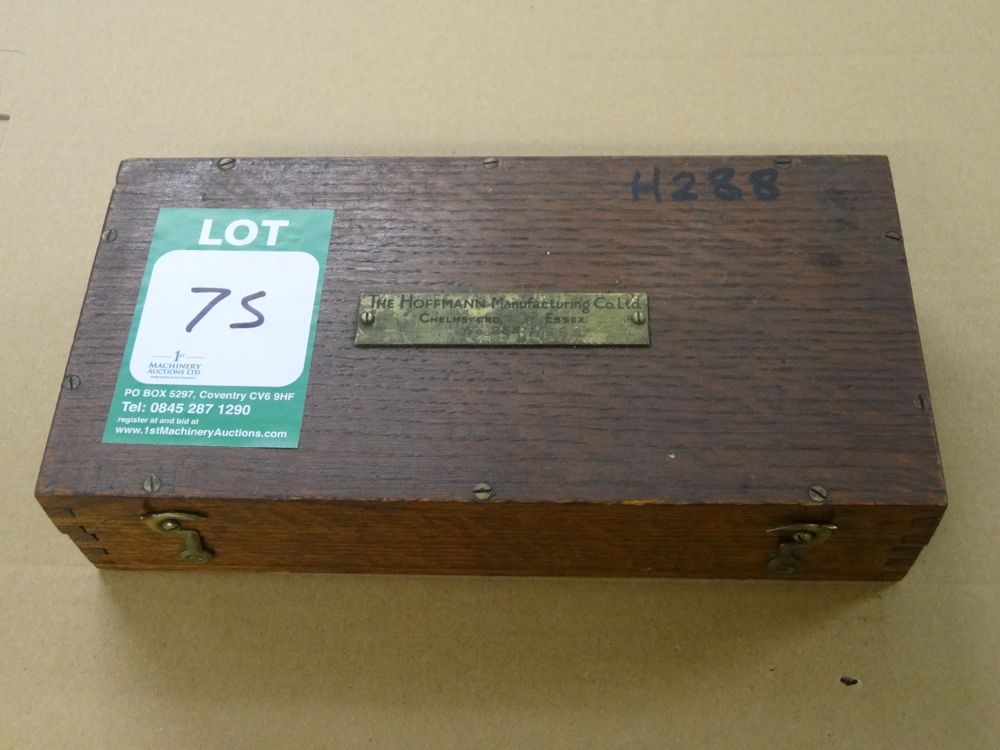 H288
LOT
75
1ST
MACHINERY
AUCTIONS LTD
PO BOX 5297, Coventry CV6 9HF
Tel: 0845 287 1290
register at and bid at
www.1stMachineryAuctions.com
THE HOFFMANN Manufacturing Co. Ltd
CHELMSFORD, ESSEX.